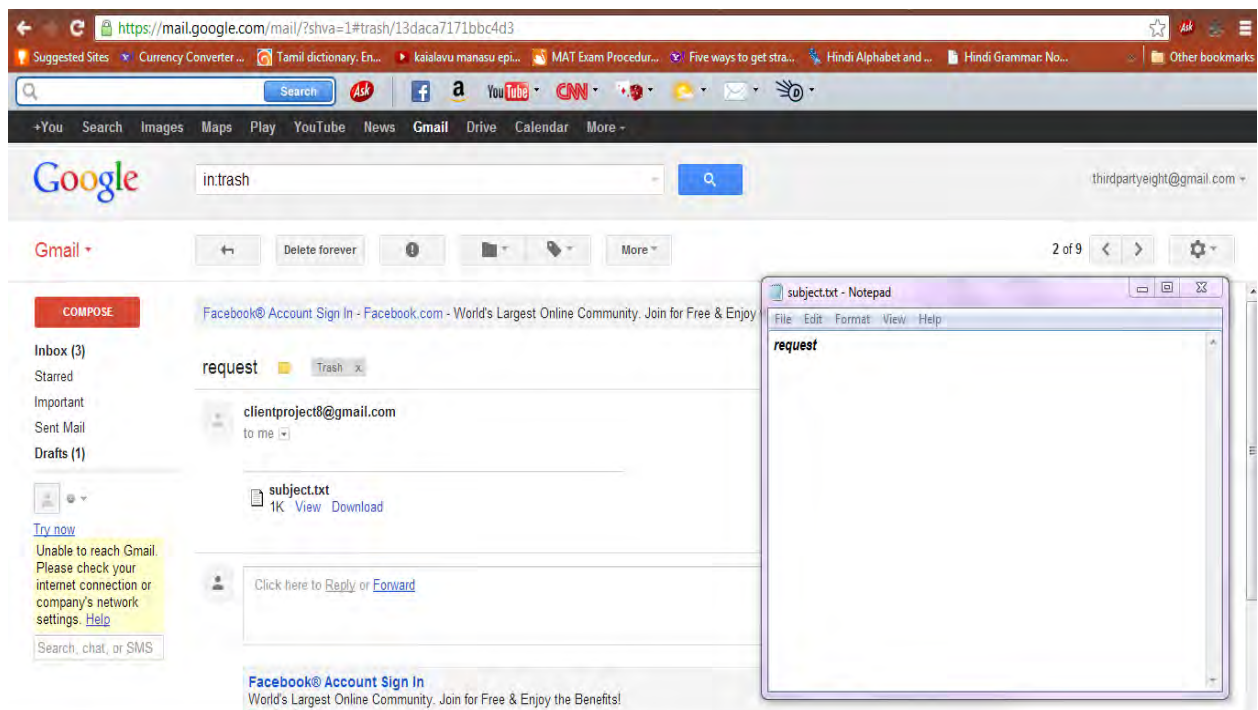 https://mail.google.com/mail/?shva=1#trash/13daca7171bbc4d3
Suggested Sites Currency Converter ... Tamil dictionary. En... kaialavu manasu epi... MAT Exam Procedur... Five ways to get stra... Hindi Alphabet and ... Hindi Grammar: No... » Other bookmarks
Search Ask f a YouTube CNN D
+You Search Images Maps Play YouTube News Gmail Drive Calendar More
Google in:trash thirdpartyeight@gmail.com
Gmail Delete forever More 2 of 9
COMPOSE
Inbox (3)
Starred
Important
Sent Mail
Drafts (1)
Try now
Unable to reach Gmail.
Please check your
internet connection or
company's network
settings. Help
Search, chat, or SMS
Facebook® Account Sign In - Facebook.com - World's Largest Online Community. Join for Free & Enjoy
request Trash x
clientproject8@gmail.com
to me
subject.txt
1K View Download
Click here to Reply or Forward
Facebook® Account Sign In
World's Largest Online Community. Join for Free & Enjoy the Benefits!
subject.txt - Notepad
File Edit Format View Help
request